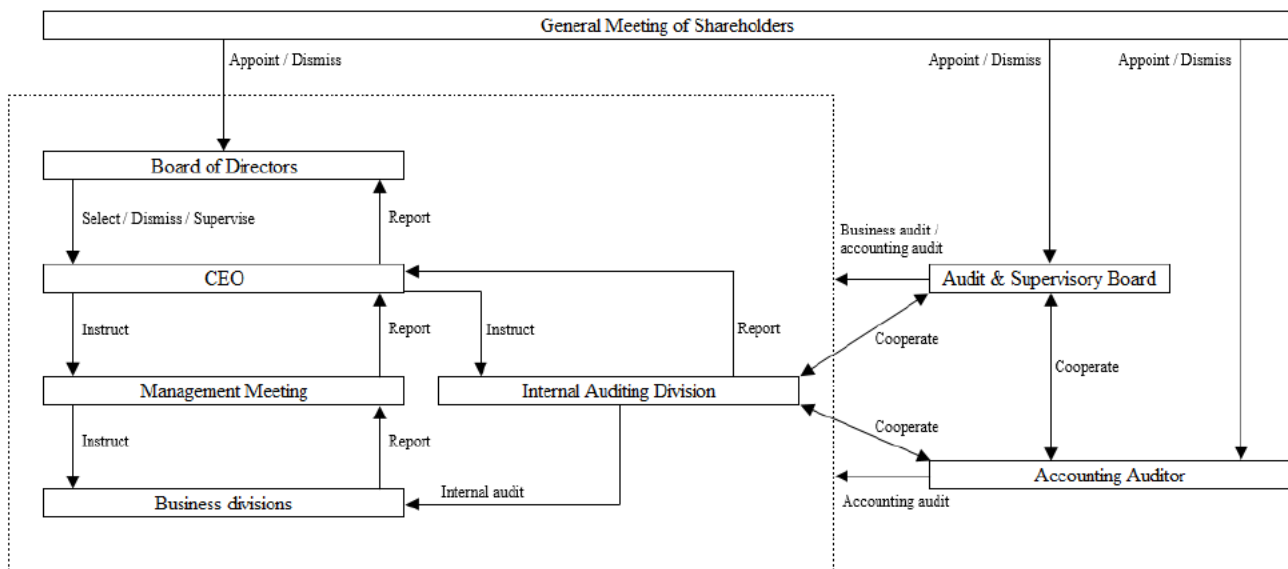 General Meeting of Shareholders
Appoint / Dismiss
Appoint / Dismiss
Appoint / Dismiss
Board of Directors
Select / Dismiss / Supervise
Report
Business audit /
accounting audit
CEO
Audit & Supervisory Board
Instruct
Report
Instruct
Report
Cooperate
Cooperate
Management Meeting
Internal Auditing Division
Cooperate
Instruct
Report
Accounting Auditor
Internal audit
Accounting audit
Business divisions